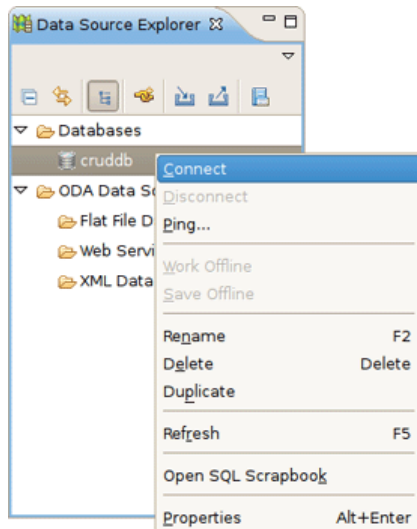 Data Source Explorer
Databases
cruddb
Connect
Disconnect
ODA Data So
Flat File D
Ping...
Web Servi
Work Offline
XML Data
Save Offline
Rename F2
Delete Delete
Duplicate
Refresh F5
Open SQL Scrapbook
Properties Alt+Enter